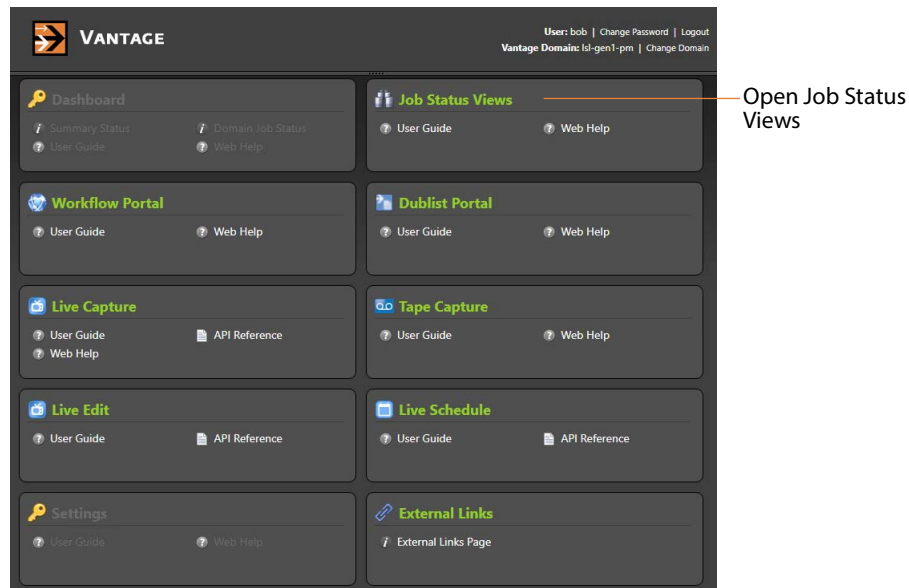 VANTAGE
User: bob | Change Password | Logout
Vantage Domain: lsl-gen1-pm | Change Domain
Dashboard
Summary Status
Domain Job Status
User Guide
Web Help
Job Status Views
User Guide
Web Help
Open Job Status
Views
Workflow Portal
User Guide
Web Help
Dublist Portal
User Guide
Web Help
Live Capture
User Guide
API Reference
Web Help
Tape Capture
User Guide
Web Help
Live Edit
User Guide
API Reference
Live Schedule
User Guide
API Reference
Settings
User Guide
Web Help
External Links
External Links Page